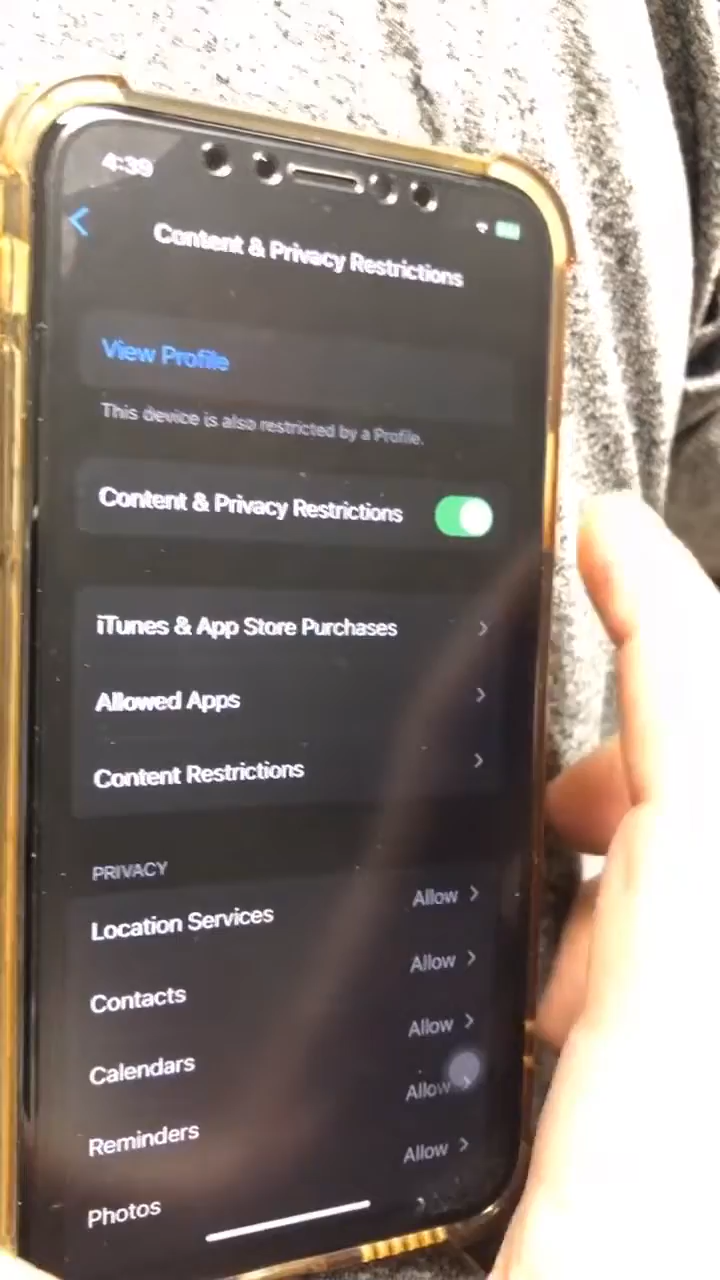 4:39
Content & Privacy Restrictions
View Profile
This device is also restricted by a Profile.
Content & Privacy Restrictions
iTunes & App Store Purchases
Allowed Apps
Content Restrictions
PRIVACY
Location Services Allow
Contacts Allow
Calendars Allow
Reminders Allow
Photos Allow